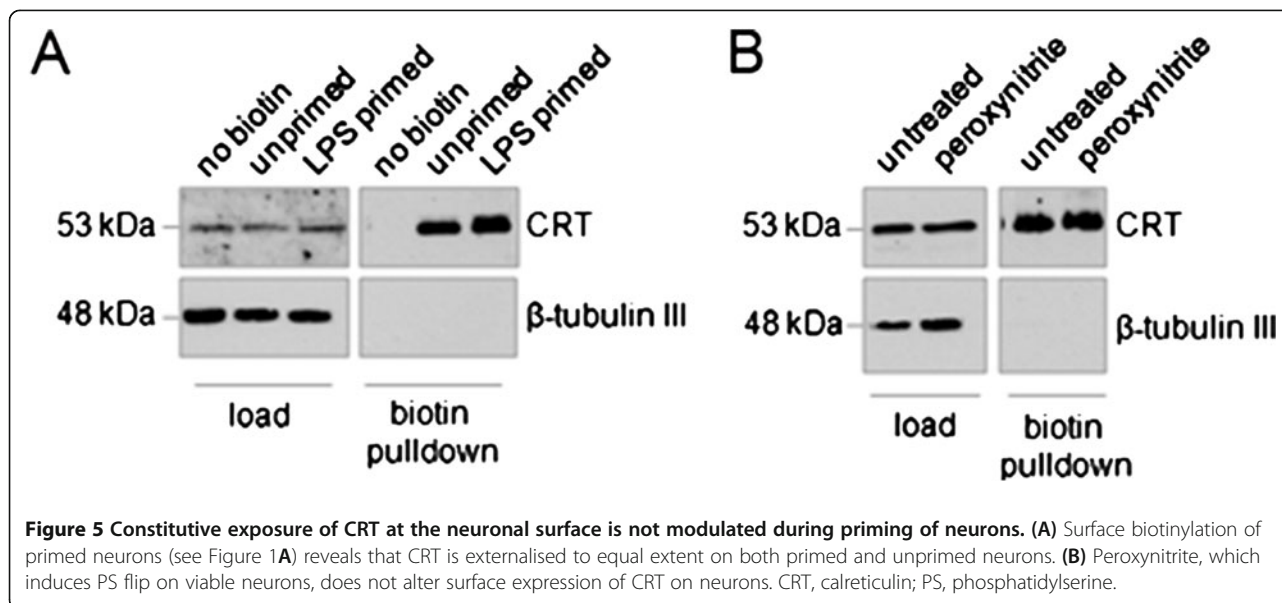 A
B
no biotin
unprimed
LPS primed
no biotin
unprimed
LPS primed
untreated
peroxynitrite
untreated
peroxynitrite
53 kDa
CRT
53 kDa
CRT
48 kDa
β-tubulin III
48 kDa
β-tubulin III
load
biotin
pulldown
load
biotin
pulldown
Figure 5 Constitutive exposure of CRT at the neuronal surface is not modulated during priming of neurons. (A) Surface biotinylation of
primed neurons (see Figure 1A) reveals that CRT is externalised to equal extent on both primed and unprimed neurons. (B) Peroxynitrite, which
induces PS flip on viable neurons, does not alter surface expression of CRT on neurons. CRT, calreticulin; PS, phosphatidylserine.